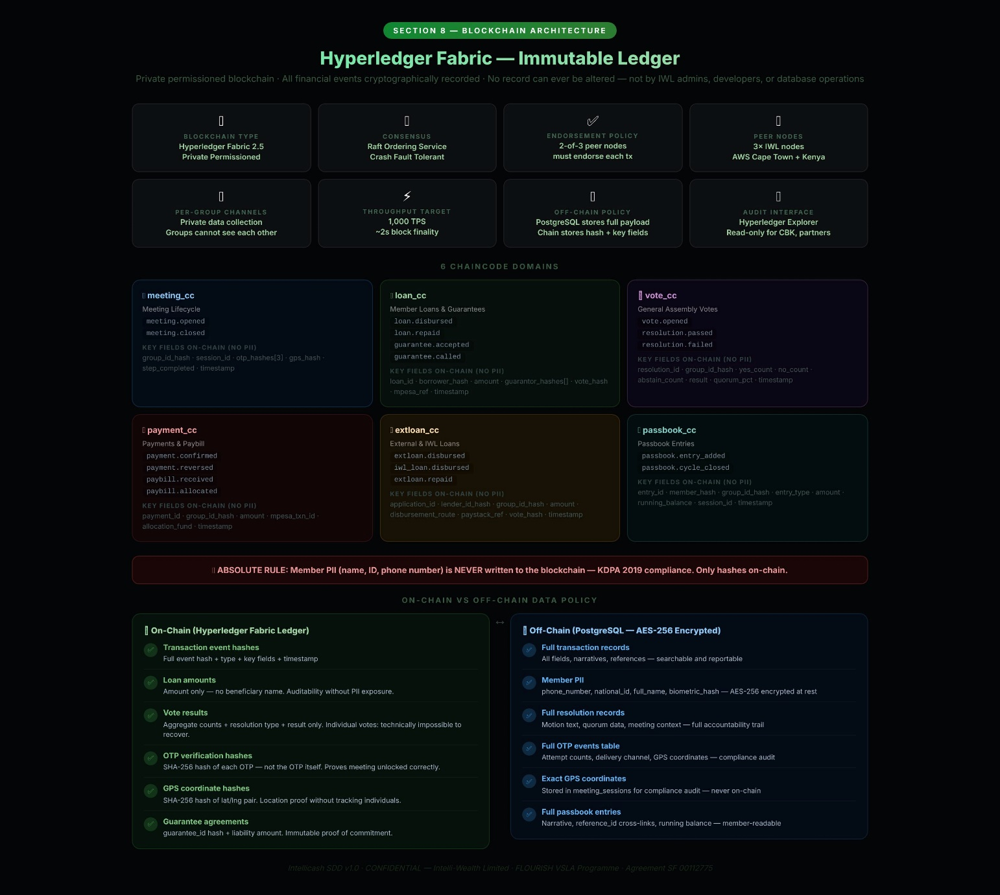 SECTION 8 — BLOCKCHAIN ARCHITECTURE
Hyperledger Fabric — Immutable Ledger
Private permissioned blockchain · All financial events cryptographically recorded · No record can ever be altered — not by IWL admins, developers, or database operations
BLOCKCHAIN TYPE
Hyperledger Fabric 2.5
Private Permissioned
CONSENSUS
Raft Ordering Service
Crash Fault Tolerant
ENDORSEMENT POLICY
2-of-3 peer nodes
must endorse each tx
PEER NODES
3× IWL nodes
AWS Cape Town + Kenya
PER-GROUP CHANNELS
Private data collection
Groups cannot see each other
THROUGHPUT TARGET
1,000 TPS
~2s block finality
OFF-CHAIN POLICY
PostgreSQL stores full payload
Chain stores hash + key fields
AUDIT INTERFACE
Hyperledger Explorer
Read-only for CBK, partners
6 CHAINCODE DOMAINS
meeting_cc
Meeting Lifecycle
meeting.opened
meeting.closed
KEY FIELDS ON-CHAIN (NO PII)
group_id_hash · session_id · otp_hashes[3] · gps_hash ·
step_completed · timestamp
loan_cc
Member Loans & Guarantees
loan.disbursed
loan.repaid
guarantee.accepted
guarantee.called
KEY FIELDS ON-CHAIN (NO PII)
loan_id · borrower_hash · amount · guarantor_hashes[] · vote_hash
· mpesa_ref · timestamp
vote_cc
General Assembly Votes
vote.opened
resolution.passed
resolution.failed
KEY FIELDS ON-CHAIN (NO PII)
resolution_id · group_id_hash · yes_count · no_count ·
abstain_count · result · quorum_pct · timestamp
payment_cc
Payments & Paybill
payment.confirmed
payment.reversed
paybill.received
paybill.allocated
KEY FIELDS ON-CHAIN (NO PII)
payment_id · group_id_hash · amount · mpesa_txn_id ·
allocation_fund · timestamp
extloan_cc
External & IWL Loans
extloan.disbursed
iwl_loan.disbursed
extloan.repaid
KEY FIELDS ON-CHAIN (NO PII)
application_id · lender_id_hash · group_id_hash · amount ·
disbursement_route · paystack_ref · vote_hash · timestamp
passbook_cc
Passbook Entries
passbook.entry_added
passbook.cycle_closed
KEY FIELDS ON-CHAIN (NO PII)
entry_id · member_hash · group_id_hash · entry_type · amount ·
running_balance · session_id · timestamp
ABSOLUTE RULE: Member PII (name, ID, phone number) is NEVER written to the blockchain — KDPA 2019 compliance. Only hashes on-chain.
ON-CHAIN VS OFF-CHAIN DATA POLICY
On-Chain (Hyperledger Fabric Ledger)
Transaction event hashes
Full event hash + type + key fields + timestamp
Loan amounts
Amount only — no beneficiary name. Auditability without PII exposure.
Vote results
Aggregate counts + resolution type + result only. Individual votes: technically impossible to
recover.
OTP verification hashes
SHA-256 hash of each OTP — not the OTP itself. Proves meeting unlocked correctly.
GPS coordinate hashes
SHA-256 hash of lat/lng pair. Location proof without tracking individuals.
Guarantee agreements
guarantee_id hash + liability amount. Immutable proof of commitment.
↔
Off-Chain (PostgreSQL — AES-256 Encrypted)
Full transaction records
All fields, narratives, references — searchable and reportable
Member PII
phone_number, national_id, full_name, biometric_hash — AES-256 encrypted at rest
Full resolution records
Motion text, quorum data, meeting context — full accountability trail
Full OTP events table
Attempt counts, delivery channel, GPS coordinates — compliance audit
Exact GPS coordinates
Stored in meeting_sessions for compliance audit — never on-chain
Full passbook entries
Narrative, reference_id cross-links, running balance — member-readable
Intellicash SDD v1.0 · CONFIDENTIAL — Intelli-Wealth Limited · FLOURISH VSLA Programme · Agreement SF 00112775